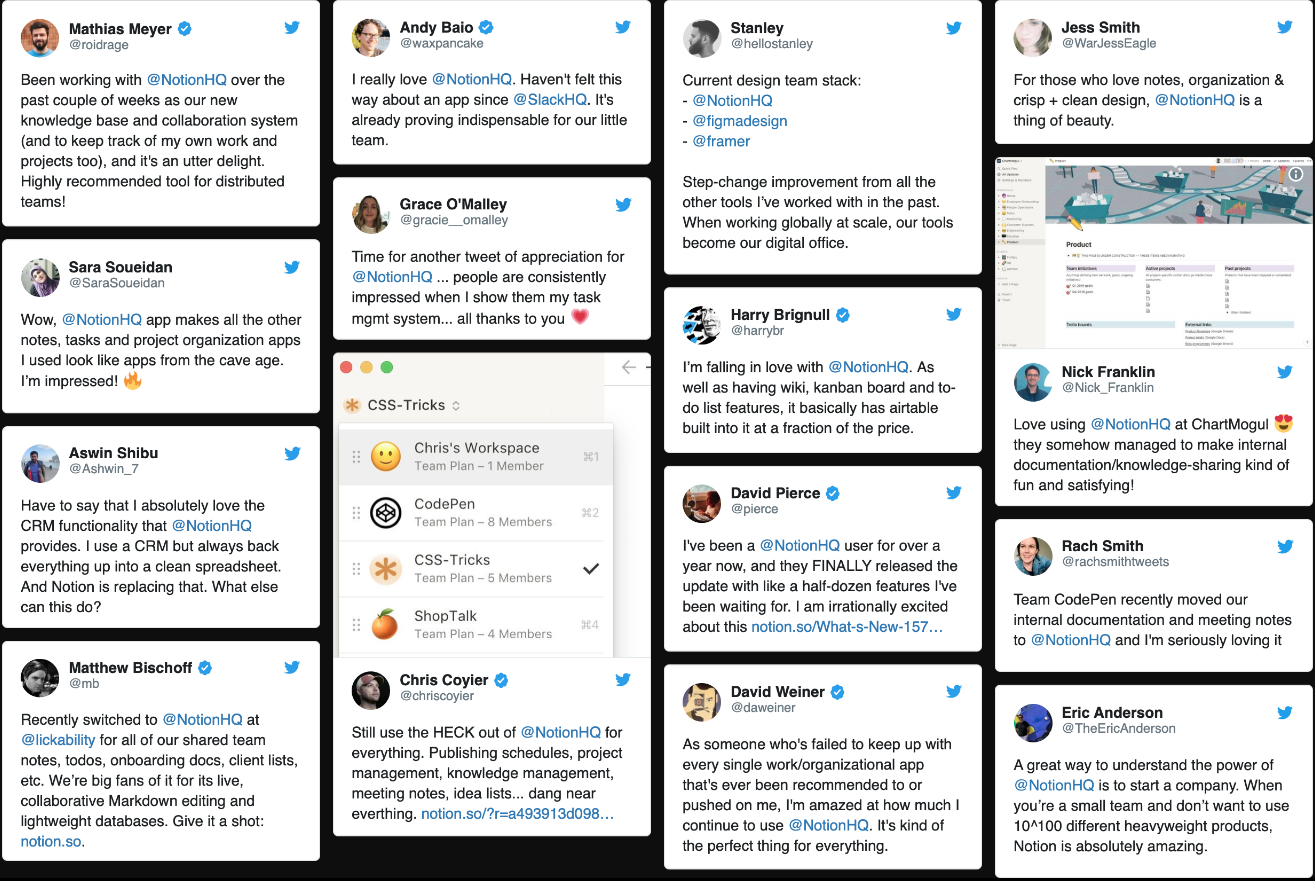 Mathias Meyer
@roidrage
Been working with @NotionHQ over the
past couple of weeks as our new
knowledge base and collaboration system
(and to keep track of my own work and
projects too), and it's an utter delight.
Highly recommended tool for distributed
teams!
Sara Soueidan
@SaraSoueidan
Wow, @NotionHQ app makes all the other
notes, tasks and project organization apps
I used look like apps from the cave age.
I'm impressed! 🔥
Aswin Shibu
@Ashwin_7
Have to say that I absolutely love the
CRM functionality that @NotionHQ
provides. I use a CRM but always back
everything up into a clean spreadsheet.
And Notion is replacing that. What else
can this do?
Matthew Bischoff
@mb
Recently switched to @NotionHQ at
@lickability for all of our shared team
notes, todos, onboarding docs, client lists,
etc. We're big fans of it for its live,
collaborative Markdown editing and
lightweight databases. Give it a shot:
notion.so.
Andy Baio
@waxpancake
I really love @NotionHQ. Haven't felt this
way about an app since @SlackHQ. It's
already proving indispensable for our little
team.
Grace O'Malley
@gracie__omalley
Time for another tweet of appreciation for
@NotionHQ ... people are consistently
impressed when I show them my task
mgmt system... all thanks to you 💗
CSS-Tricks
Chris's Workspace
Team Plan – 1 Member
⌘1
CodePen
Team Plan – 8 Members
⌘2
CSS-Tricks
Team Plan – 5 Members
ShopTalk
Team Plan – 4 Members
⌘4
Chris Coyier
@chriscoyier
Still use the HECK out of @NotionHQ for
everything. Publishing schedules, project
management, knowledge management,
meeting notes, idea lists... dang near
everthing. notion.so/?r=a493913d098…
Stanley
@hellostanley
Current design team stack:
- @NotionHQ
- @figmadesign
- @framer
Step-change improvement from all the
other tools I've worked with in the past.
When working globally at scale, our tools
become our digital office.
Harry Brignull
@harrybr
I'm falling in love with @NotionHQ. As
well as having wiki, kanban board and to-
do list features, it basically has airtable
built into it at a fraction of the price.
David Pierce
@pierce
I've been a @NotionHQ user for over a
year now, and they FINALLY released the
update with like a half-dozen features I've
been waiting for. I am irrationally excited
about this notion.so/What-s-New-157…
David Weiner
@daweiner
As someone who's failed to keep up with
every single work/organizational app
that's ever been recommended to or
pushed on me, I'm amazed at how much I
continue to use @NotionHQ. It's kind of
the perfect thing for everything.
Jess Smith
@WarJessEagle
For those who love notes, organization &
crisp + clean design, @NotionHQ is a
thing of beauty.
Product
Team initiatives
Active projects
Past projects
External links
Nick Franklin
@Nick_Franklin
Love using @NotionHQ at ChartMogul 😍
they somehow managed to make internal
documentation/knowledge-sharing kind of
fun and satisfying!
Rach Smith
@rachsmithtweets
Team CodePen recently moved our
internal documentation and meeting notes
to @NotionHQ and I'm seriously loving it
Eric Anderson
@TheEricAnderson
A great way to understand the power of
@NotionHQ is to start a company. When
you're a small team and don't want to use
10^100 different heavyweight products,
Notion is absolutely amazing.